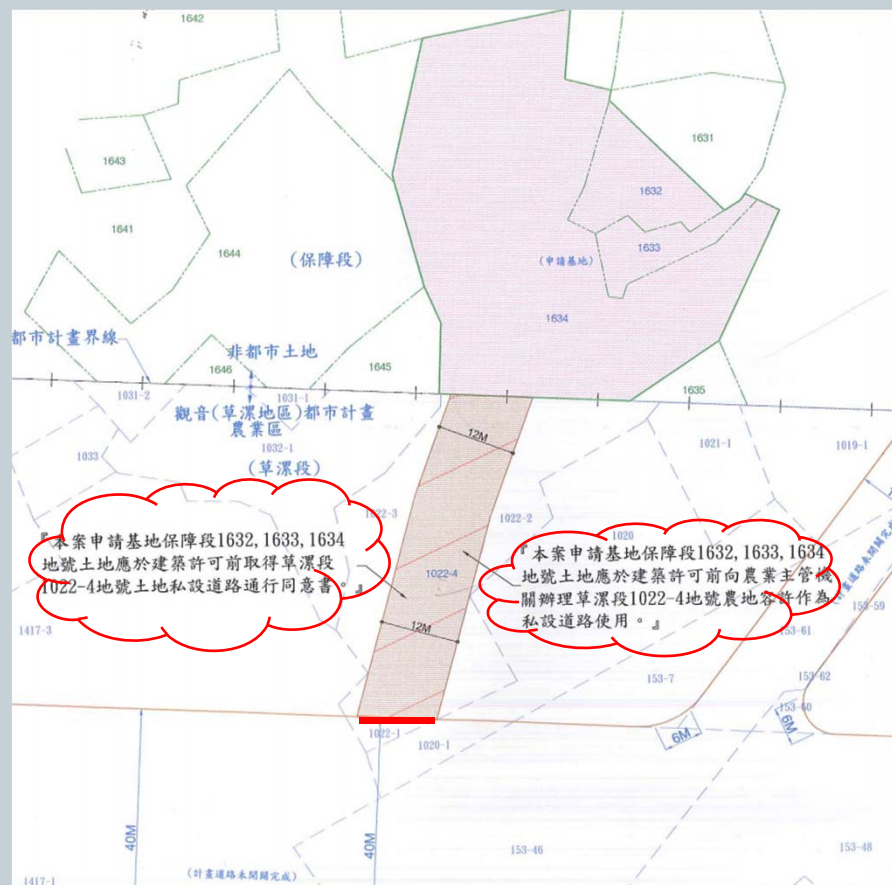 1642
1643
1631
1632
1641
1644
(保障段)
1633
(申請基地)
1634
都市計畫界線
非都市土地
1646
1645
1635
1031-2
1031-1
觀音(草漯地區)都市計畫
農業區
1032-1
1033
(草漯段)
12M
1021-1
1019-1
1022-3
1022-2
1020
『本案申請基地保障段1632,1633,1634
地號土地應於建築許可前取得草漯段
1022-4地號土地私設道路通行同意書。』
『本案申請基地保障段1632,1633,1634
地號土地應於建築許可前向農業主管機
關辦理草漯段1022-4地號農地容許作為
私設道路使用。』
1022-4
12M
1417-3
153-59
153-61
153-7
153-62
153-60
6M
6M
1022-1
1020-1
40M
40M
153-46
153-48
(計畫道路未開闢完成)
1417-1